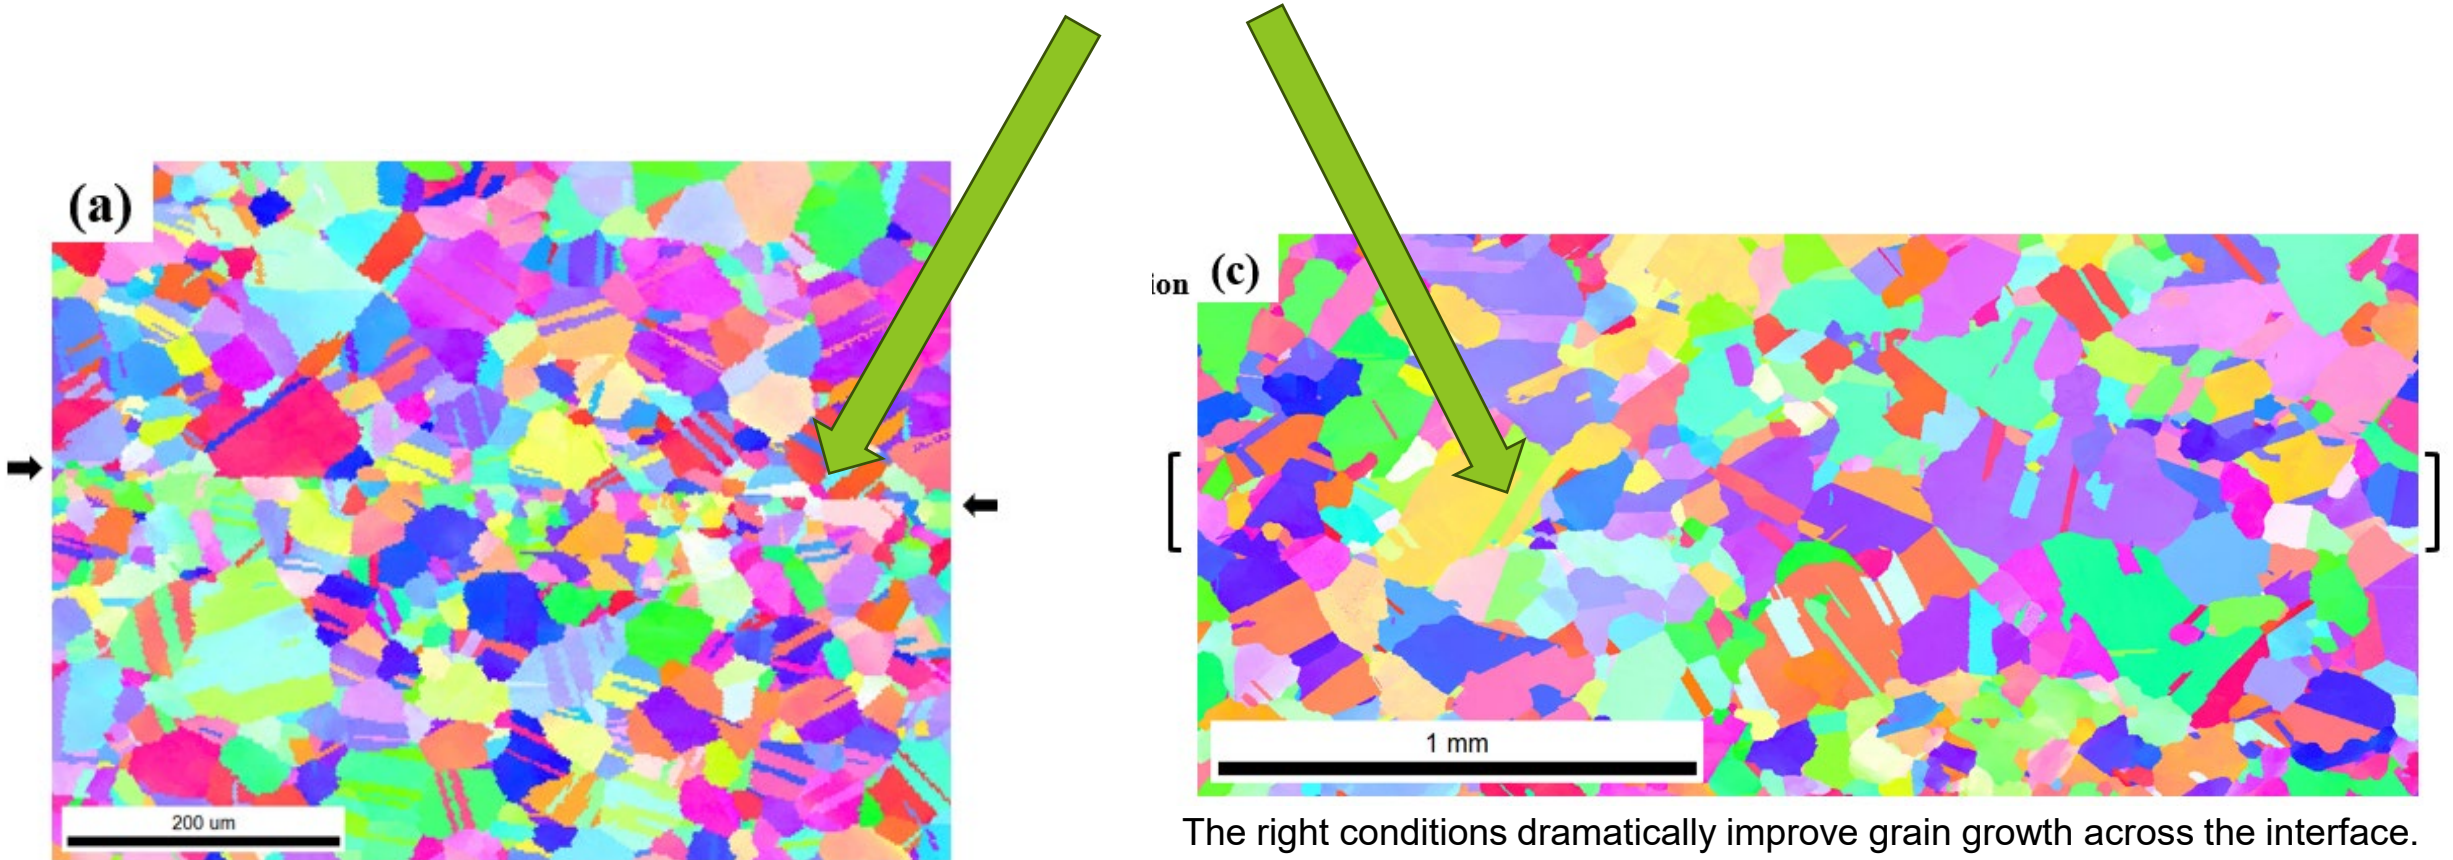 (a)
ion (c)
1 mm
200 um
The right conditions dramatically improve grain growth across the interface.